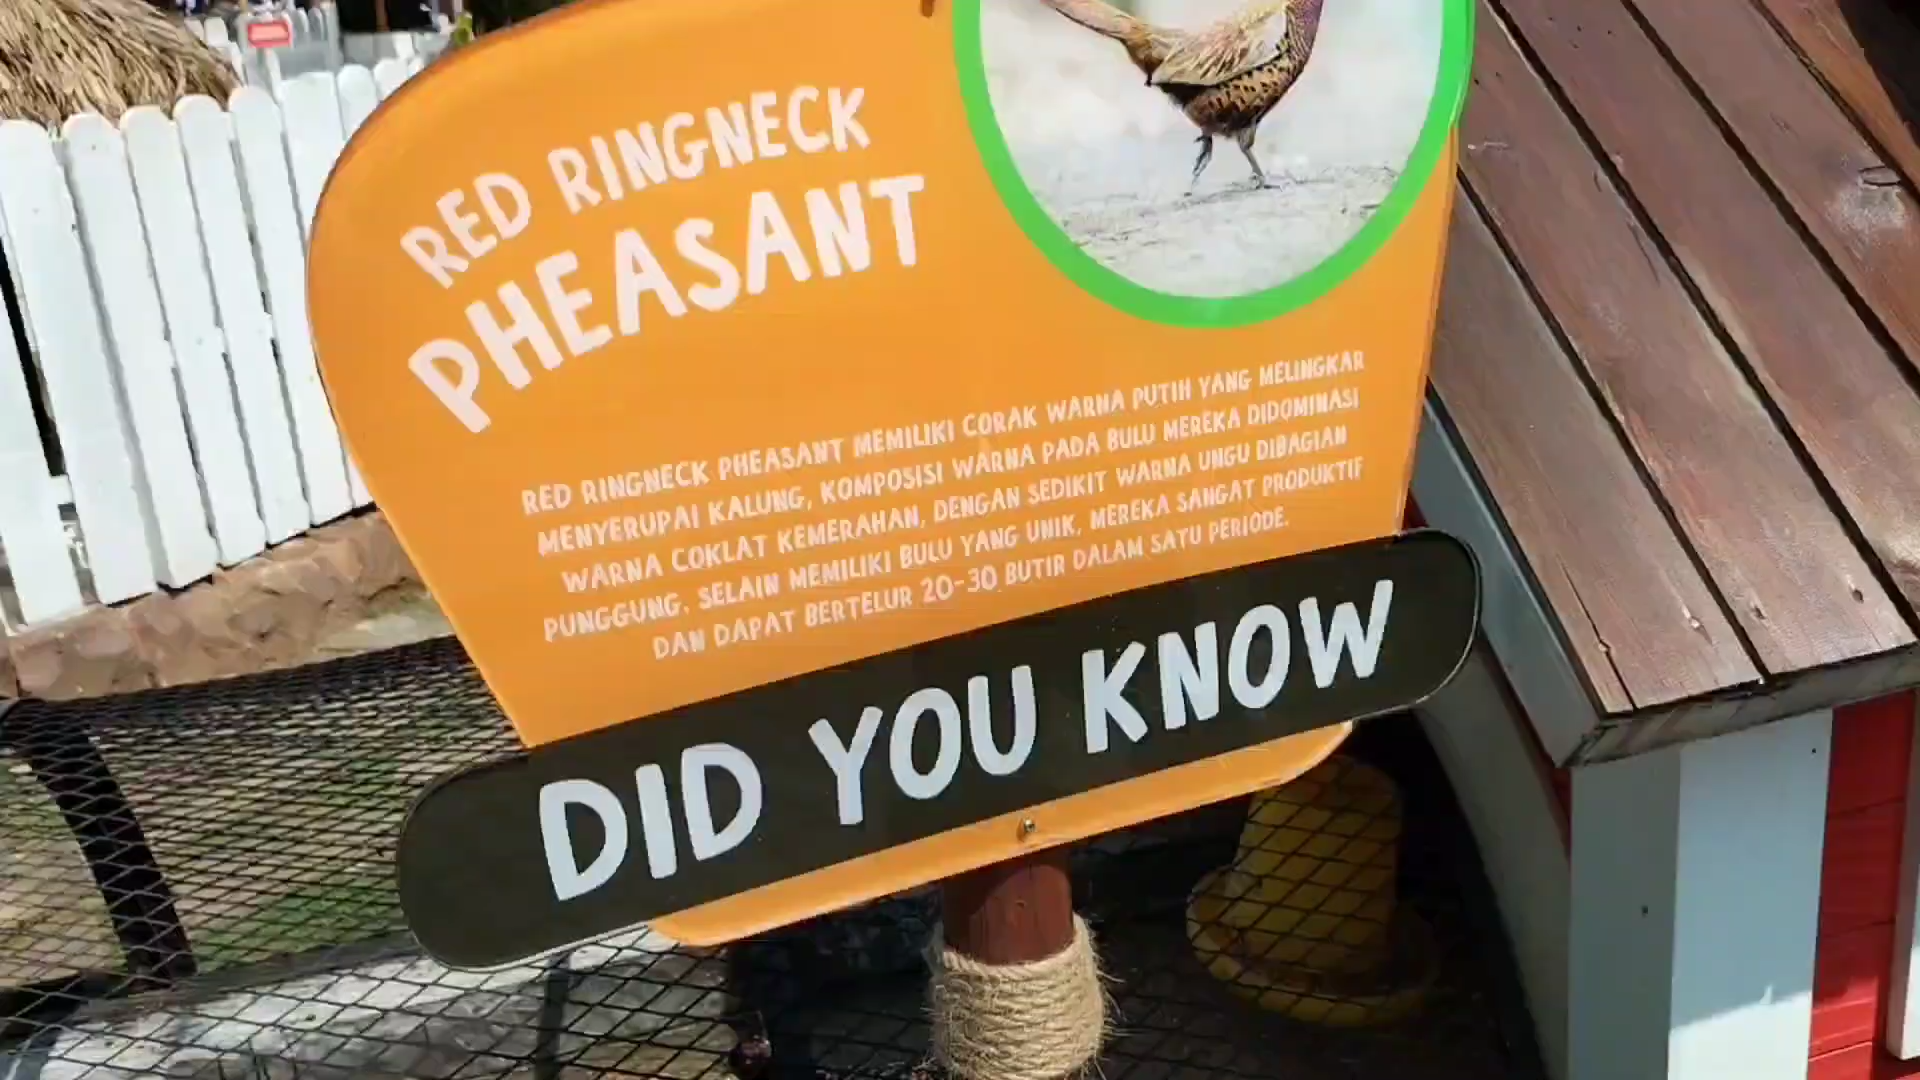 RED RINGNECK
PHEASANT
RED RINGNECK PHEASANT MEMILIKI CORAK WARNA PUTIH YANG MELINGKAR
MENYERUPAI KALUNG, KOMPOSISI WARNA PADA BULU MEREKA DIDOMINASI
WARNA COKLAT KEMERAHAN, DENGAN SEDIKIT WARNA UNGU DIBAGIAN
PUNGGUNG. SELAIN MEMILIKI BULU YANG UNIK, MEREKA SANGAT PRODUKTIF
DAN DAPAT BERTELUR 20-30 BUTIR DALAM SATU PERIODE.
DID YOU KNOW